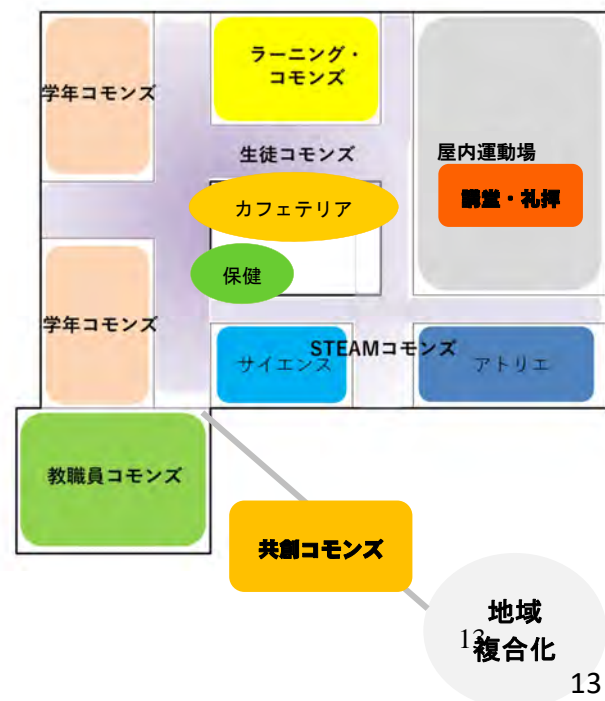 ラーニング・
コモンズ
学年コモンズ
生徒コモンズ
屋内運動場
講堂・礼拝
カフェテリア
保健
学年コモンズ
STEAMコモンズ
サイエンス
アトリエ
教職員コモンズ
共創コモンズ
地域
13
複合化
13